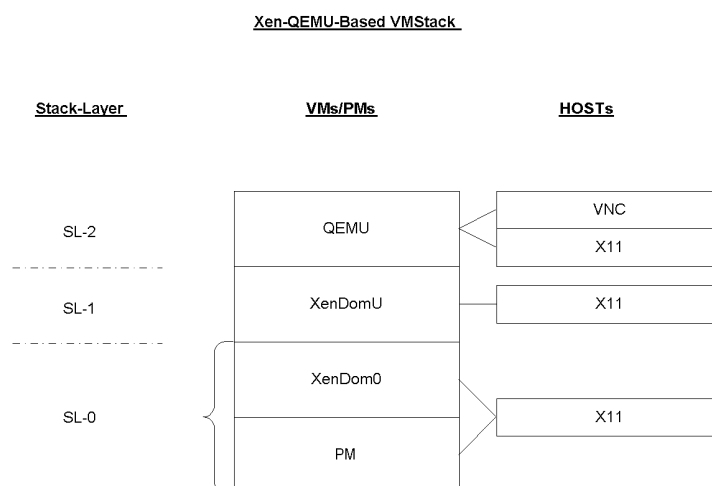 Xen-QEMU-Based VMStack
Stack-Layer VMs/PMs HOSTs
VNC
SL-2 QEMU
X11
SL-1 XenDomU X11
XenDom0
SL-0 X11
PM